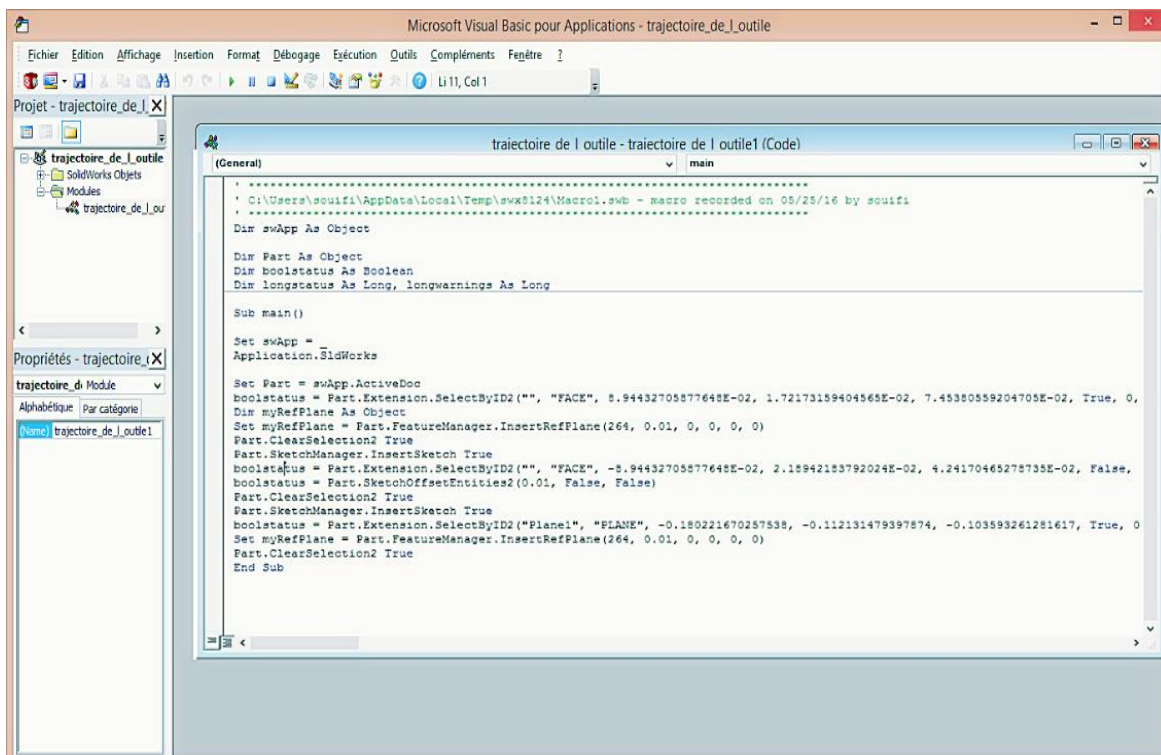 Microsoft Visual Basic pour Applications - trajectoire_de_l_outile
Fichier Edition Affichage Insertion Format Débogage Exécution Outils Compléments Fenêtre ?
Li 11, Col 1
Projet - trajectoire_de_l X
trajectoire_de_l_outile
SolidWorks Objets
Modules
trajectoire_de_l_ou
Propriétés - trajectoire_ X
trajectoire_d Module
Alphabétique Par catégorie
(Name) trajectoire_de_l_outile1
trajectoire de l outile - trajectoire de l outile1 (Code)
(General) main
' ******************************************************************************
' C:\Users\souifi\AppData\Local\Temp\swx8124\Macro1.swb - macro recorded on 05/25/16 by souifi
' ******************************************************************************
Dim swApp As Object
Dim Part As Object
Dim boolstatus As Boolean
Dim longstatus As Long, longwarnings As Long
Sub main()
Set swApp = _
Application.SldWorks
Set Part = swApp.ActiveDoc
boolstatus = Part.Extension.SelectByID2("", "FACE", 8.94432705877648E-02, 1.72173159404565E-02, 7.45380559204705E-02, True, 0,
Dim myRefPlane As Object
Set myRefPlane = Part.FeatureManager.InsertRefPlane(264, 0.01, 0, 0, 0, 0)
Part.ClearSelection2 True
Part.SketchManager.InsertSketch True
boolstatus = Part.Extension.SelectByID2("", "FACE", -8.94432705877648E-02, 2.18942183792024E-02, 4.24170465278735E-02, False,
boolstatus = Part.SketchOffsetEntities2(0.01, False, False)
Part.ClearSelection2 True
Part.SketchManager.InsertSketch True
boolstatus = Part.Extension.SelectByID2("Plane1", "PLANE", -0.180221670257538, -0.112131479397874, -0.103593261281617, True, 0
Set myRefPlane = Part.FeatureManager.InsertRefPlane(264, 0.01, 0, 0, 0, 0)
Part.ClearSelection2 True
End Sub